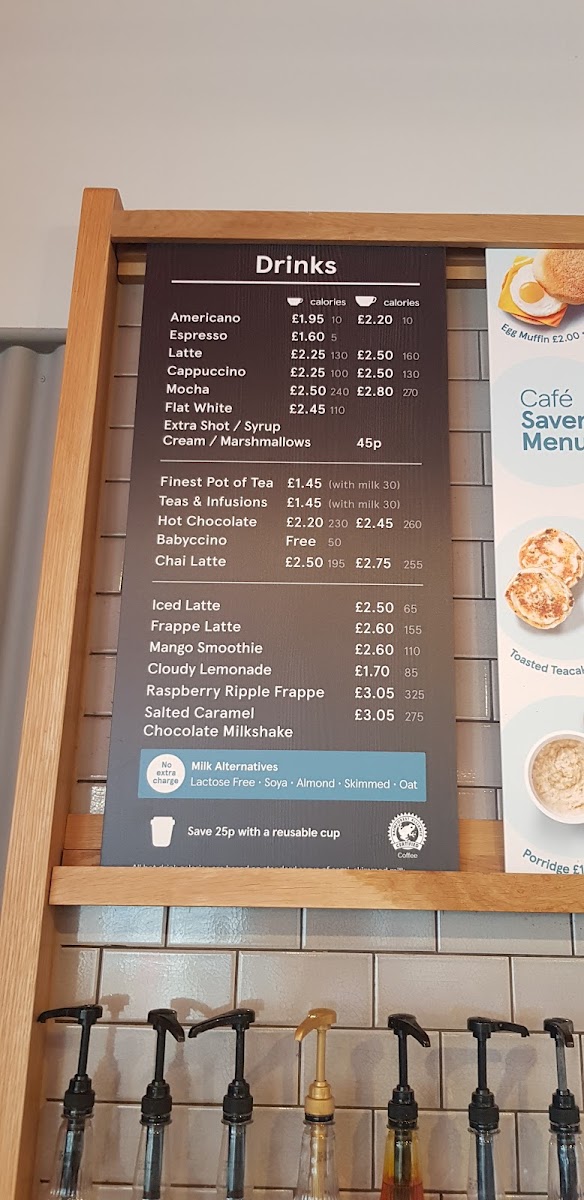 Drinks
calories calories
Americano £1.95 10 £2.20 10
Espresso £1.60 5
Latte £2.25 130 £2.50 160
Cappuccino £2.25 100 £2.50 130
Mocha £2.50 240 £2.80 270
Flat White £2.45 110
Extra Shot / Syrup
Cream / Marshmallows 45p
Finest Pot of Tea £1.45 (with milk 30)
Teas & Infusions £1.45 (with milk 30)
Hot Chocolate £2.20 230 £2.45 260
Babyccino Free 50
Chai Latte £2.50 195 £2.75 255
Iced Latte £2.50 65
Frappe Latte £2.60 155
Mango Smoothie £2.60 110
Cloudy Lemonade £1.70 85
Raspberry Ripple Frappe £3.05 325
Salted Caramel £3.05 275
Chocolate Milkshake
No
extra
charge
Milk Alternatives
Lactose Free · Soya · Almond · Skimmed · Oat
Save 25p with a reusable cup
CERTIFIED
Coffee
Egg Muffin £2.00
Café
Saver
Menu
Toasted Teacak
Porridge £1